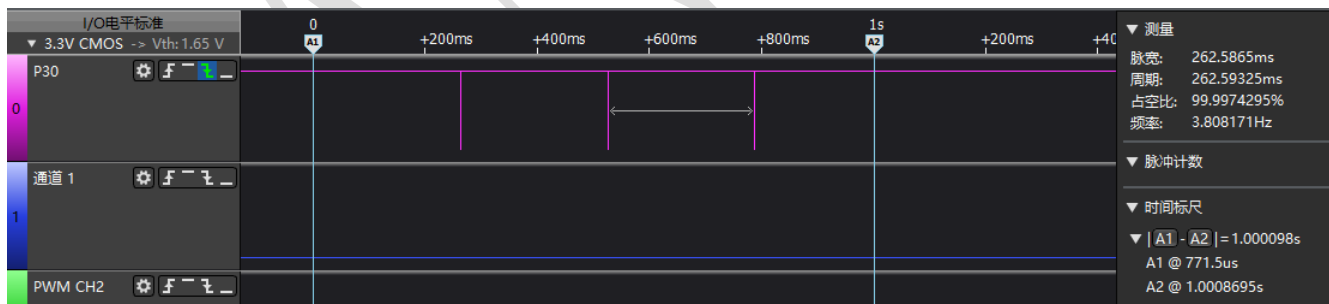 I/O电平标准
▼ 3.3V CMOS -> Vth: 1.65 V
0
A1
+200ms
+400ms
+600ms
+800ms
1s
A2
+200ms
+40
P30
0
通道 1
1
PWM CH2
▼ 测量
脉宽: 262.5865ms
周期: 262.59325ms
占空比: 99.9974295%
频率: 3.808171Hz
▼ 脉冲计数
▼ 时间标尺
▼ | A1 - A2 | = 1.000098s
A1 @ 771.5us
A2 @ 1.0008695s